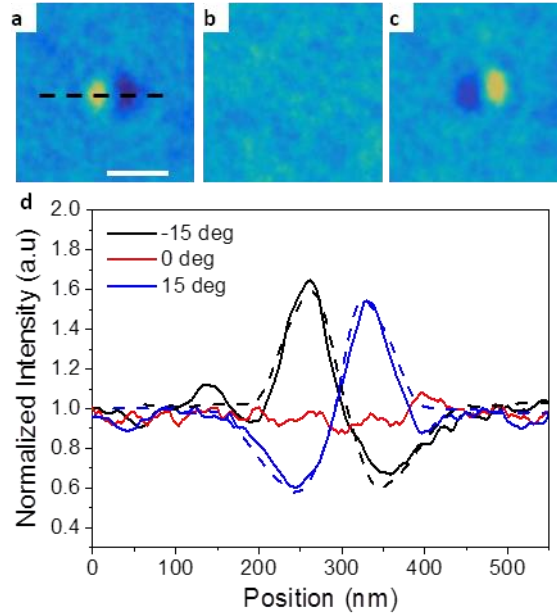 a b c
d
2.0
1.8
1.6
1.4
1.2
1.0
0.8
0.6
0.4
Normalized Intensity (a.u)
-15 deg
0 deg
15 deg
0 100 200 300 400 500
Position (nm)